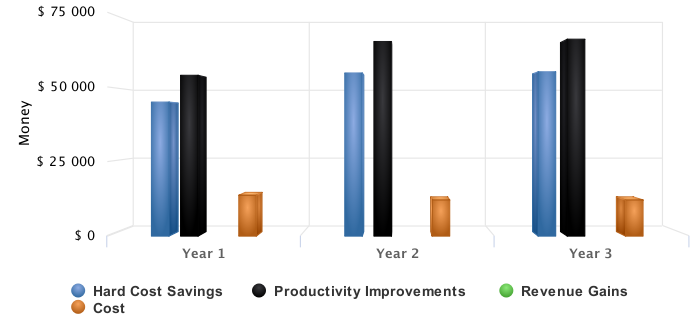 $ 75 000
$ 50 000
$ 25 000
$ 0
Money
Year 1 Year 2 Year 3
Hard Cost Savings Productivity Improvements Revenue Gains
Cost